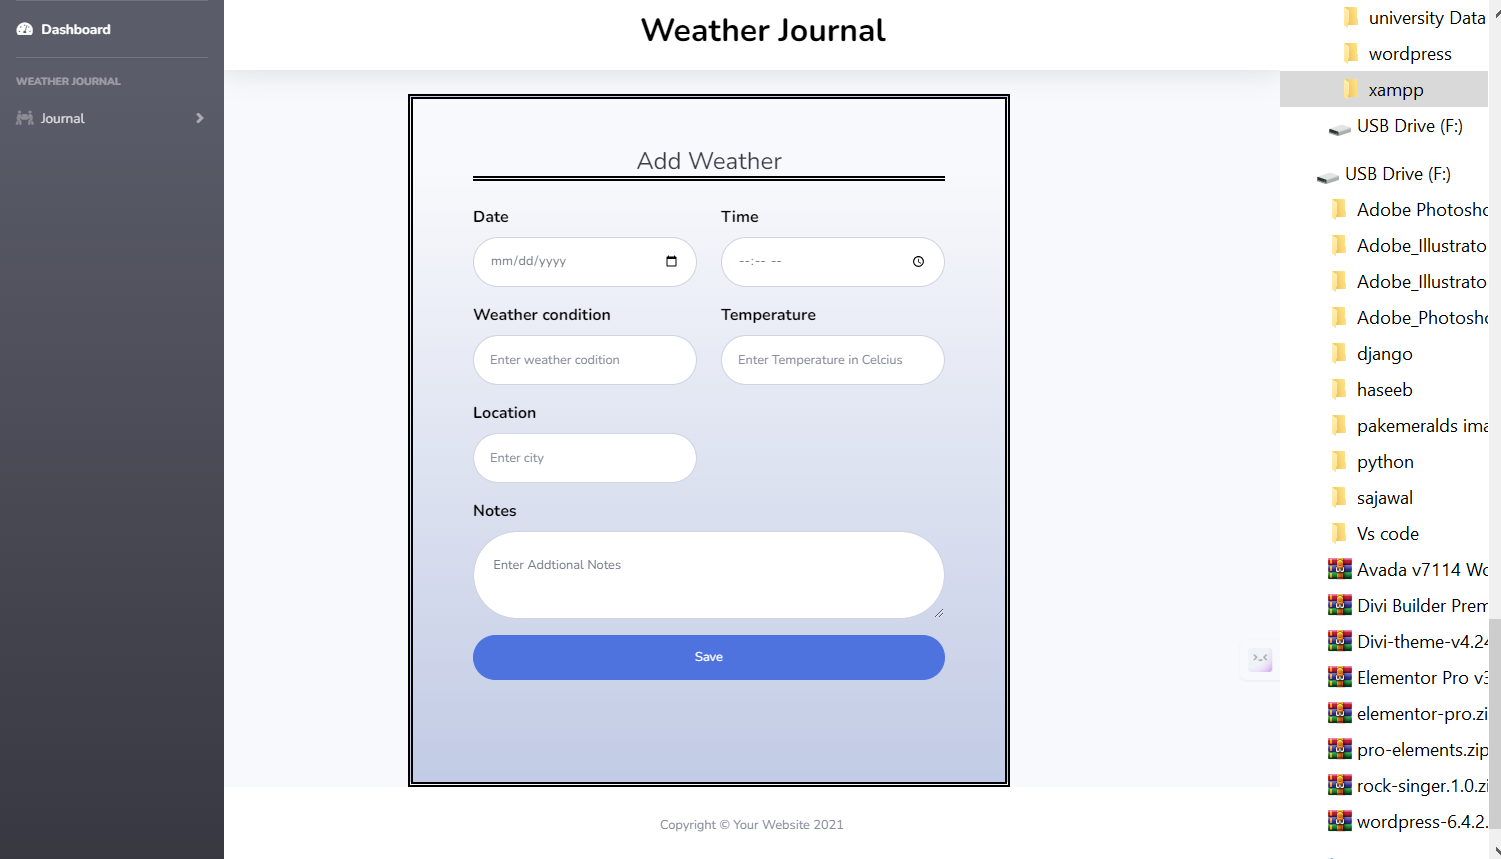 Dashboard
WEATHER JOURNAL
Journal
Weather Journal
Add Weather
Date
Time
mm/dd/yyyy
--:-- --
Weather condition
Temperature
Enter weather codition
Enter Temperature in Celcius
Location
Enter city
Notes
Enter Addtional Notes
Save
Copyright © Your Website 2021
university Data
wordpress
xampp
USB Drive (F:)
USB Drive (F:)
Adobe Photosho
Adobe_Illustrato
Adobe_Illustrato
Adobe_Photosho
django
haseeb
pakemeralds ima
python
sajawal
Vs code
Avada v7114 Wo
Divi Builder Prem
Divi-theme-v4.24
Elementor Pro v3
elementor-pro.zi
pro-elements.zip
rock-singer.1.0.zi
wordpress-6.4.2.